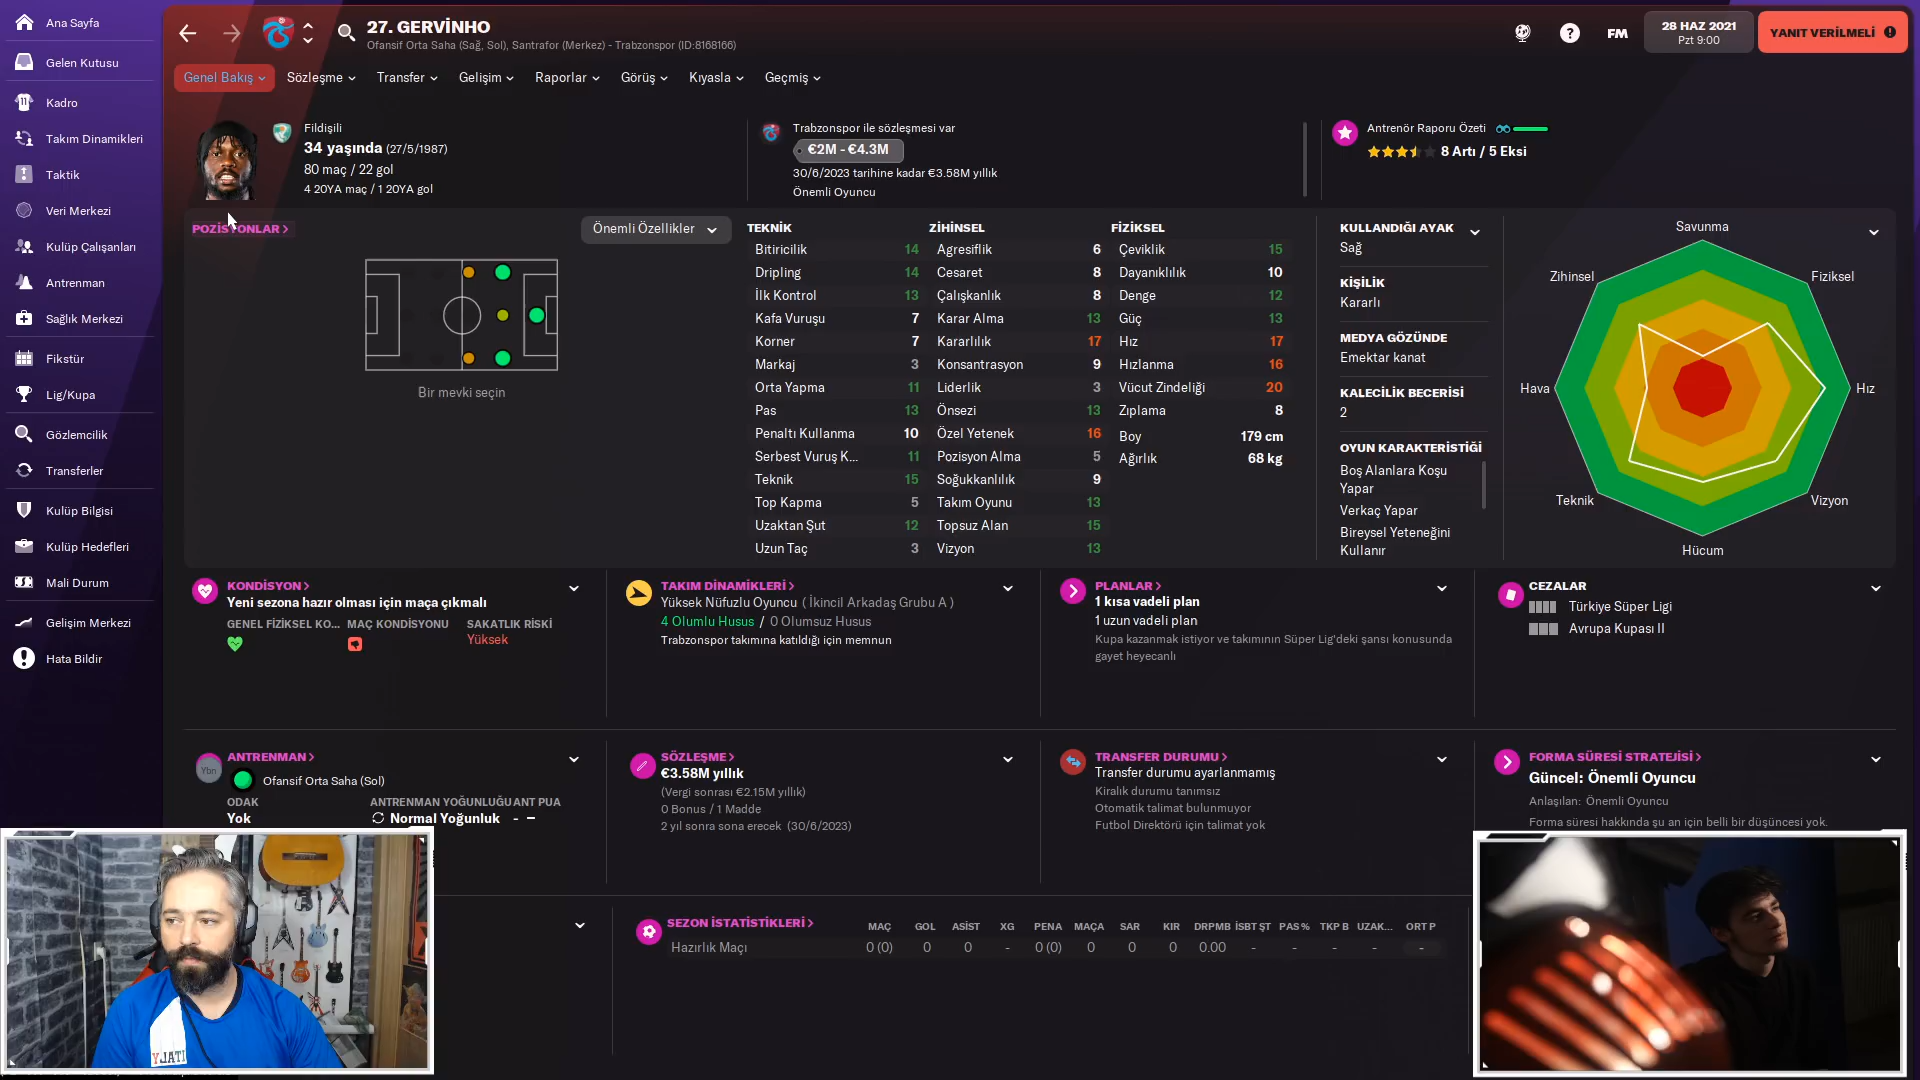 Ana Sayfa
Gelen Kutusu
Kadro
Takım Dinamikleri
Taktik
Veri Merkezi
Kulüp Çalışanları
Antrenman
Sağlık Merkezi
Fikstür
Lig/Kupa
Gözlemcilik
Transferler
Kulüp Bilgisi
Kulüp Hedefleri
Mali Durum
Gelişim Merkezi
Hata Bildir
27. GERVİNHO
Ofansif Orta Saha (Sağ, Sol), Santrafor (Merkez) - Trabzonspor (ID:8168166)
FM
28 HAZ 2021
Pzt 9:00
YANIT VERİLMELİ
Genel Bakış
Sözleşme
Transfer
Gelişim
Raporlar
Görüş
Kıyasla
Geçmiş
Fildişili
34 yaşında (27/5/1987)
80 maç / 22 gol
4 20YA maç / 1 20YA gol
Trabzonspor ile sözleşmesi var
€2M - €4.3M
30/6/2023 tarihine kadar €3.58M yıllık
Önemli Oyuncu
Antrenör Raporu Özeti
8 Artı / 5 Eksi
POZİSYONLAR >
Önemli Özellikler
Bir mevki seçin
TEKNİK
Bitiricilik 14
Dripling 14
İlk Kontrol 13
Kafa Vuruşu 7
Korner 7
Markaj 3
Orta Yapma 11
Pas 13
Penaltı Kullanma 10
Serbest Vuruş K... 11
Teknik 15
Top Kapma 5
Uzaktan Şut 12
Uzun Taç 3
ZİHİNSEL
Agresiflik 6
Cesaret 8
Çalışkanlık 8
Karar Alma 13
Kararlılık 17
Konsantrasyon 9
Liderlik 3
Önsezi 13
Özel Yetenek 16
Pozisyon Alma 5
Soğukkanlılık 9
Takım Oyunu 13
Topsuz Alan 15
Vizyon 13
FİZİKSEL
Çeviklik 15
Dayanıklılık 10
Denge 12
Güç 13
Hız 17
Hızlanma 16
Vücut Zindeliği 20
Zıplama 8
Boy 179 cm
Ağırlık 68 kg
KULLANDIĞI AYAK
Sağ
KİŞİLİK
Kararlı
MEDYA GÖZÜNDE
Emektar kanat
KALECİLİK BECERİSİ
2
OYUN KARAKTERİSTİĞİ
Boş Alanlara Koşu
Yapar
Verkaç Yapar
Bireysel Yeteneğini
Kullanır
Savunma
Fiziksel
Hız
Vizyon
Hücum
Teknik
Hava
Zihinsel
KONDİSYON >
Yeni sezona hazır olması için maça çıkmalı
GENEL FİZİKSEL KO... MAÇ KONDİSYONU SAKATLIK RİSKİ
Yüksek
TAKIM DİNAMİKLERİ >
Yüksek Nüfuzlu Oyuncu ( İkincil Arkadaş Grubu A )
4 Olumlu Husus / 0 Olumsuz Husus
Trabzonspor takımına katıldığı için memnun
PLANLAR >
1 kısa vadeli plan
1 uzun vadeli plan
Kupa kazanmak istiyor ve takımının Süper Lig'deki şansı konusunda
gayet heyecanlı
CEZALAR
Türkiye Süper Ligi
Avrupa Kupası II
ANTRENMAN >
Ybn
Ofansif Orta Saha (Sol)
ODAK ANTRENMAN YOĞUNLUĞU ANT PUA
Yok Normal Yoğunluk - –
SÖZLEŞME >
€3.58M yıllık
(Vergi sonrası €2.15M yıllık)
0 Bonus / 1 Madde
2 yıl sonra sona erecek (30/6/2023)
TRANSFER DURUMU >
Transfer durumu ayarlanmamış
Kiralık durumu tanımsız
Otomatik talimat bulunmuyor
Futbol Direktörü için talimat yok
FORMA SÜRESİ STRATEJİSİ >
Güncel: Önemli Oyuncu
Anlaşılan: Önemli Oyuncu
Forma süresi hakkında şu an için belli bir düşüncesi yok.
SEZON İSTATİSTİKLERİ > MAÇ GOL ASİST XG PENA MAÇA SAR KIR DRPMB İSBT ŞT PAS % TKP B UZAK... ORT P
Hazırlık Maçı 0 (0) 0 0 - 0 (0) 0 0 0 0.00 - - - - -
YJATI